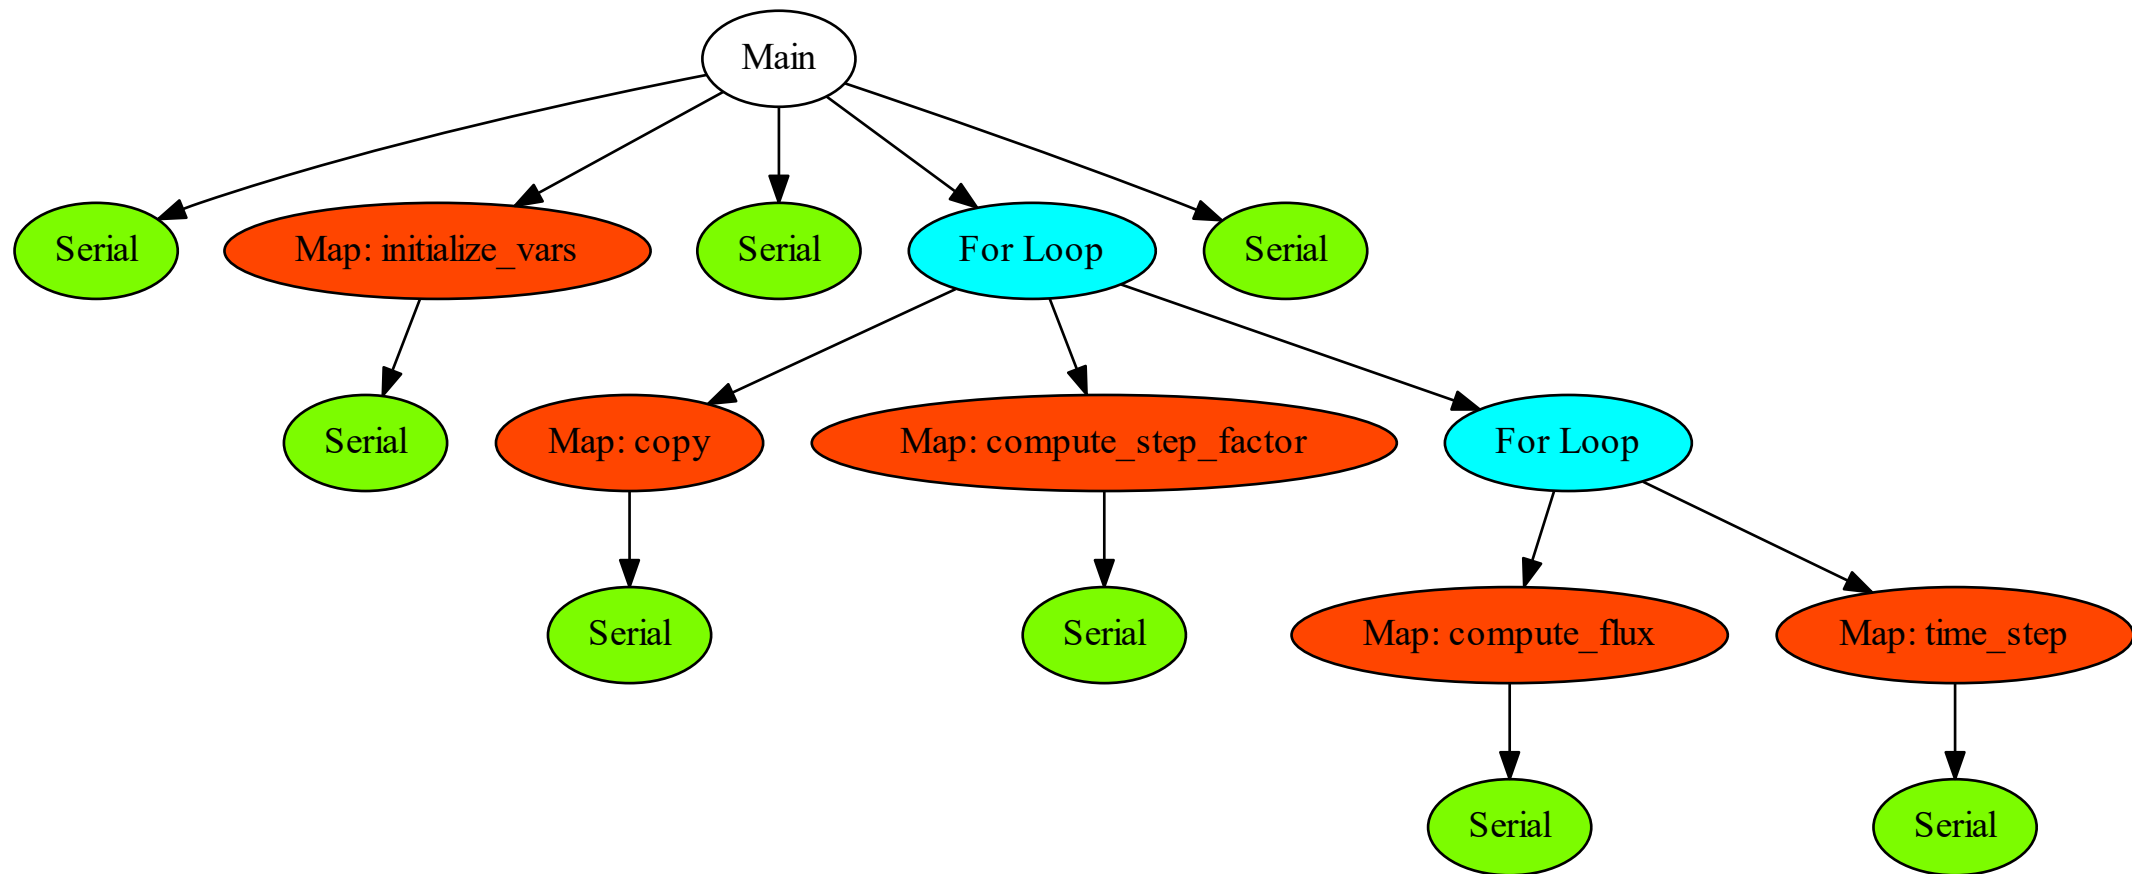 Main
Serial
Map: initialize_vars
Serial
For Loop
Serial
Serial
Map: copy
Map: compute_step_factor
For Loop
Serial
Serial
Map: compute_flux
Map: time_step
Serial
Serial